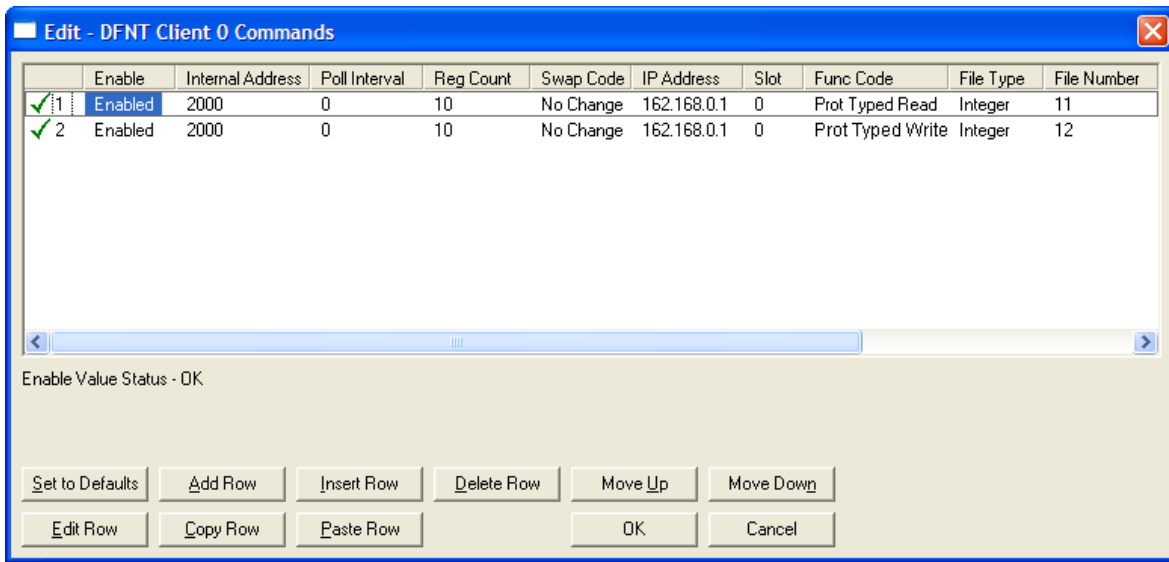 Edit - DFNT Client 0 Commands
Enable Internal Address Poll Interval Reg Count Swap Code IP Address Slot Func Code File Type File Number
1 Enabled 2000 0 10 No Change 162.168.0.1 0 Prot Typed Read Integer 11
2 Enabled 2000 0 10 No Change 162.168.0.1 0 Prot Typed Write Integer 12
Enable Value Status - OK
Set to Defaults Add Row Insert Row Delete Row Move Up Move Down
Edit Row Copy Row Paste Row OK Cancel